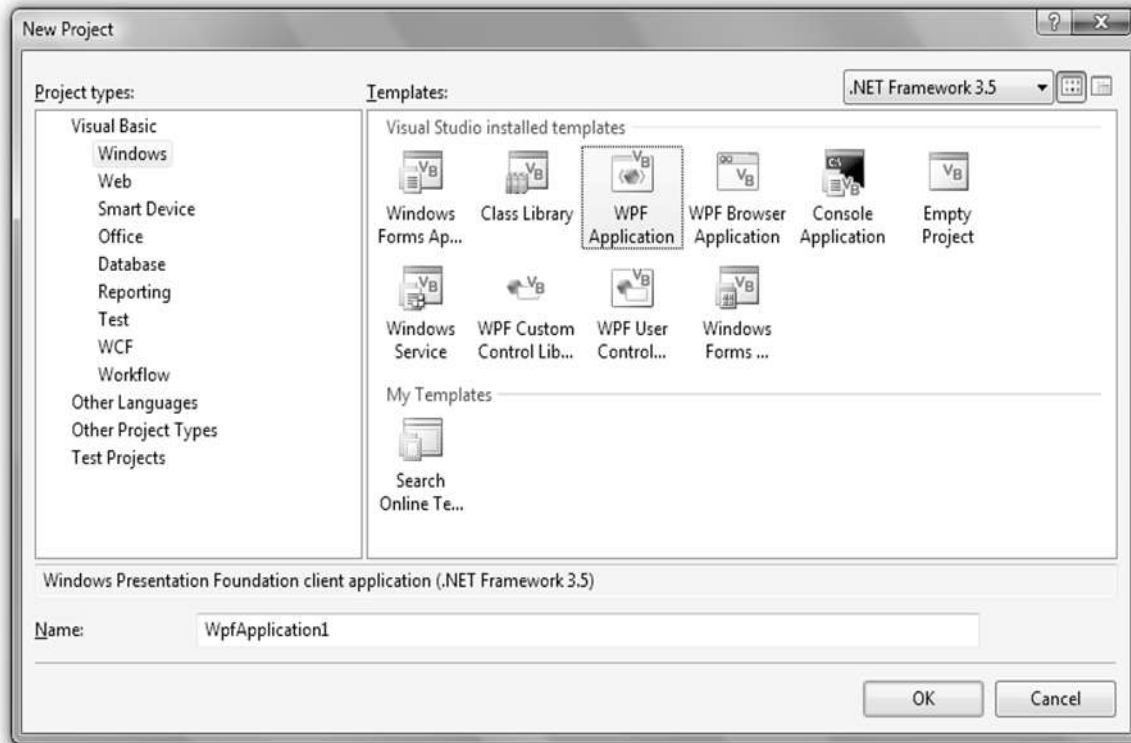 New Project
Project types:
Templates:
.NET Framework 3.5
Visual Basic
Windows
Web
Smart Device
Office
Database
Reporting
Test
WCF
Workflow
Other Languages
Other Project Types
Test Projects
Visual Studio installed templates
Windows Forms Ap...
Class Library
WPF Application
WPF Browser Application
Console Application
Empty Project
Windows Service
WPF Custom Control Lib...
WPF User Control...
Windows Forms ...
My Templates
Search Online Te...
Windows Presentation Foundation client application (.NET Framework 3.5)
Name:
WpfApplication1
OK
Cancel